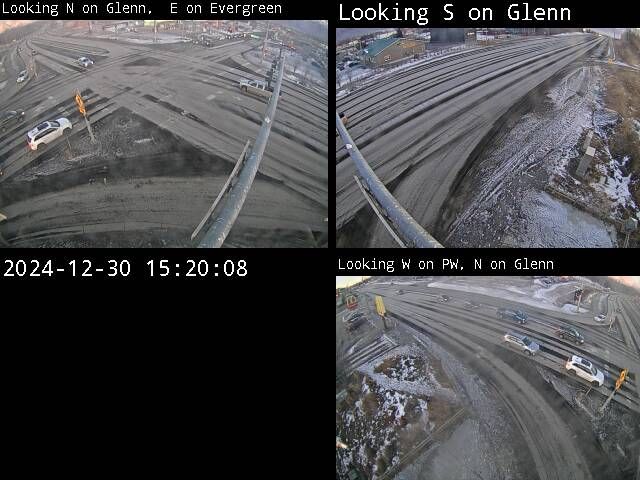 Looking N on Glenn,  E on Evergreen
Looking S on Glenn
2024-12-30 15:20:08
Looking W on PW, N on Glenn